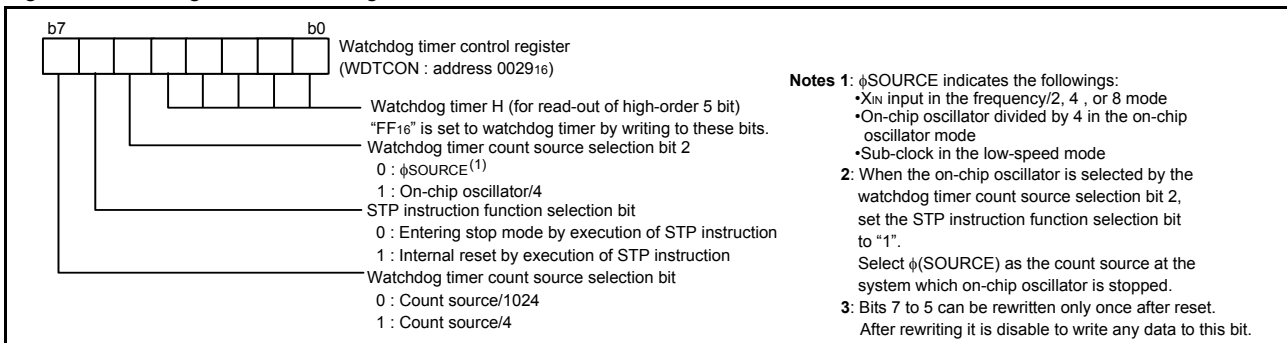 b7 b0
Watchdog timer control register
(WDTCON : address 002916)
Watchdog timer H (for read-out of high-order 5 bit)
“FF16” is set to watchdog timer by writing to these bits.
Watchdog timer count source selection bit 2
0 : ϕSOURCE(1)
1 : On-chip oscillator/4
STP instruction function selection bit
0 : Entering stop mode by execution of STP instruction
1 : Internal reset by execution of STP instruction
Watchdog timer count source selection bit
0 : Count source/1024
1 : Count source/4
Notes 1: ϕSOURCE indicates the followings:
•XIN input in the frequency/2, 4 , or 8 mode
•On-chip oscillator divided by 4 in the on-chip
oscillator mode
•Sub-clock in the low-speed mode
2: When the on-chip oscillator is selected by the
watchdog timer count source selection bit 2,
set the STP instruction function selection bit
to “1”.
Select ϕ(SOURCE) as the count source at the
system which on-chip oscillator is stopped.
3: Bits 7 to 5 can be rewritten only once after reset.
After rewriting it is disable to write any data to this bit.